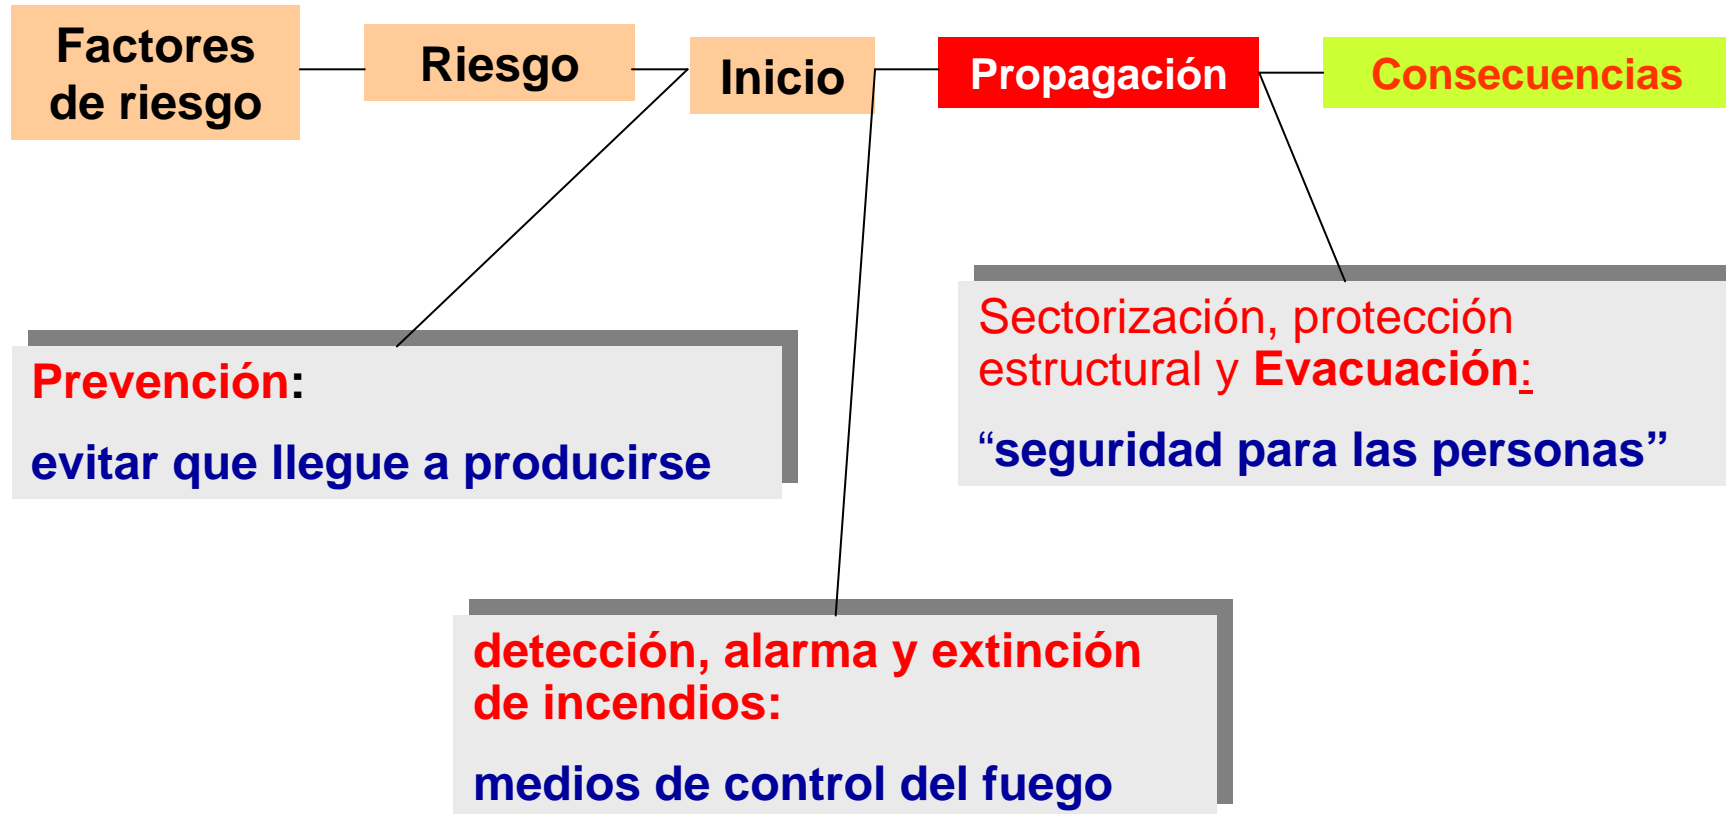 Factores
de riesgo
Riesgo
Inicio
Propagación
Consecuencias
Prevención:
evitar que llegue a producirse
Sectorización, protección
estructural y Evacuación:
“seguridad para las personas”
detección, alarma y extinción
de incendios:
medios de control del fuego